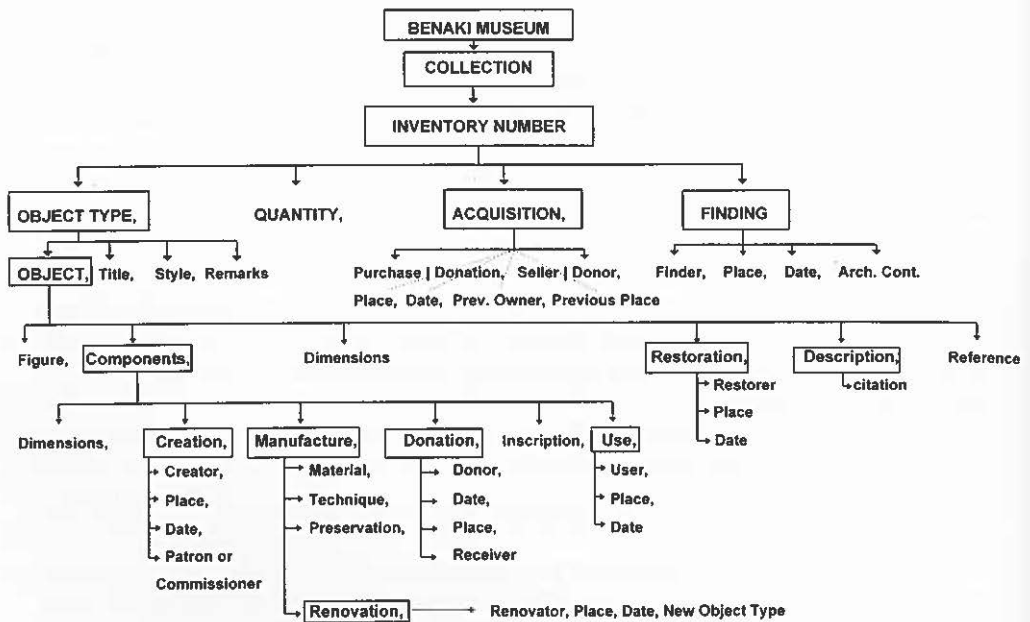 BENAKI MUSEUM
COLLECTION
INVENTORY NUMBER
OBJECT TYPE, QUANTITY, ACQUISITION, FINDING
OBJECT, Title, Style, Remarks Purchase | Donation, Seller | Donor, Finder, Place, Date, Arch. Cont.
Place, Date, Prev. Owner, Previous Place
Figure, Components, Dimensions Restoration, Description, Reference
Restorer citation
Place
Date
Dimensions, Creation, Manufacture, Donation, Inscription, Use,
Creator, Material, Donor, User,
Place, Technique, Date, Place,
Date, Preservation, Place, Date
Patron or Receiver
Commissioner
Renovation, Renovator, Place, Date, New Object Type